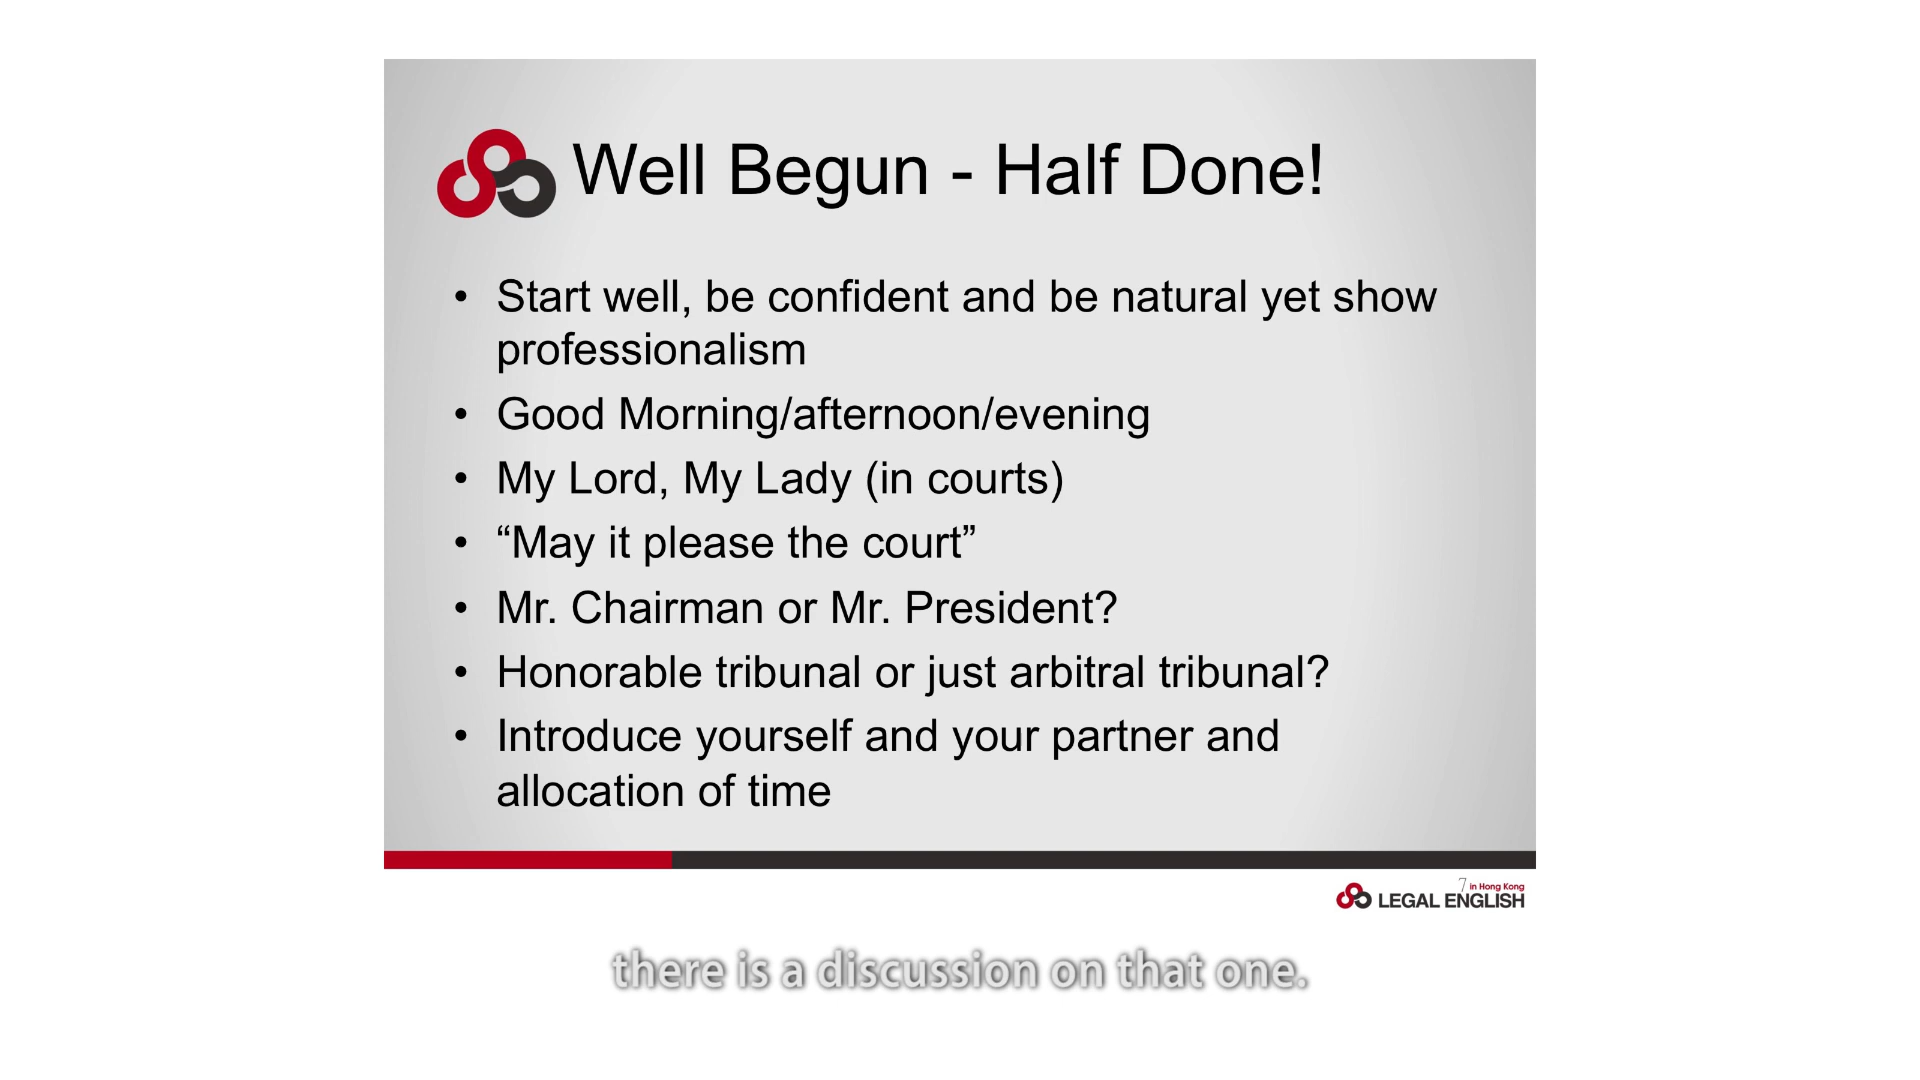 Well Begun - Half Done!
• Start well, be confident and be natural yet show
professionalism
• Good Morning/afternoon/evening
• My Lord, My Lady (in courts)
• “May it please the court”
• Mr. Chairman or Mr. President?
• Honorable tribunal or just arbitral tribunal?
• Introduce yourself and your partner and
allocation of time
7
in Hong Kong
LEGAL ENGLISH
there is a discussion on that one.